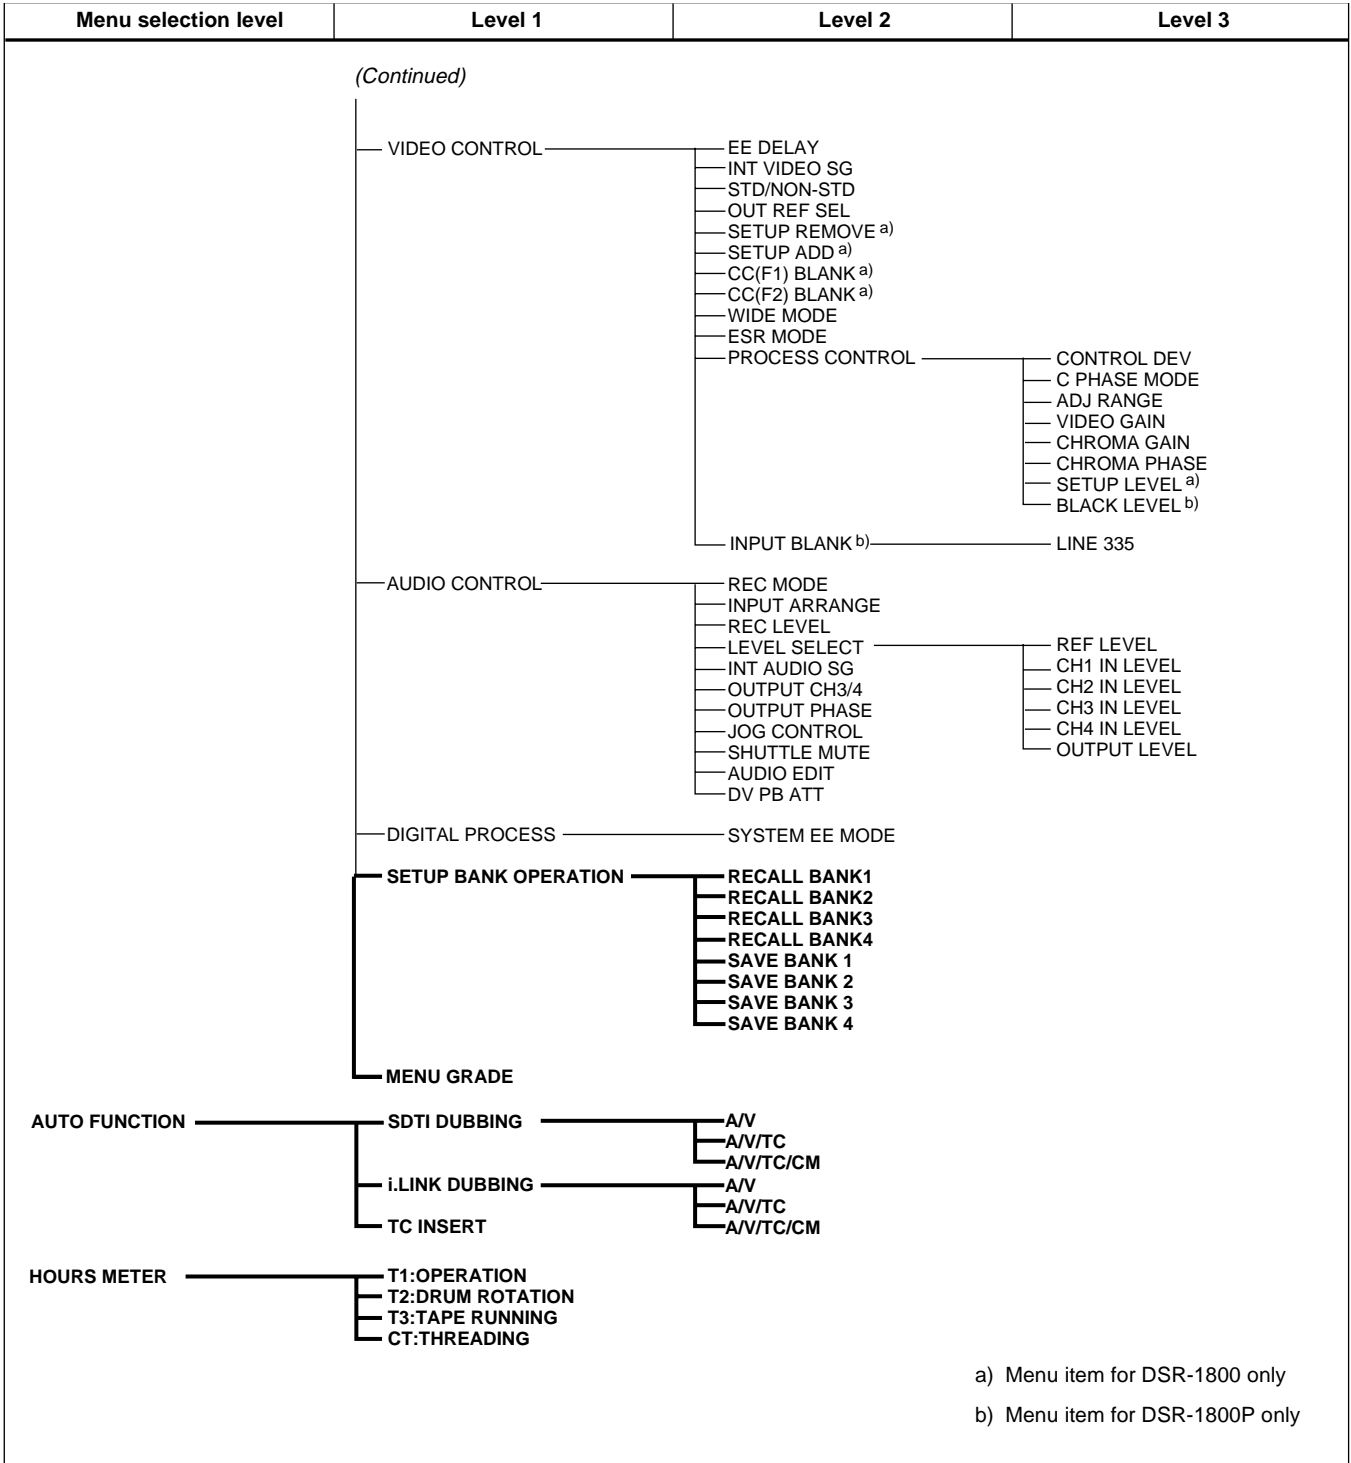 Menu selection level Level 1 Level 2 Level 3
(Continued)
VIDEO CONTROL EE DELAY
INT VIDEO SG
STD/NON-STD
OUT REF SEL
SETUP REMOVE a)
SETUP ADD a)
CC(F1) BLANK a)
CC(F2) BLANK a)
WIDE MODE
ESR MODE
PROCESS CONTROL CONTROL DEV
C PHASE MODE
ADJ RANGE
VIDEO GAIN
CHROMA GAIN
CHROMA PHASE
SETUP LEVEL a)
BLACK LEVEL b)
INPUT BLANK b) LINE 335
AUDIO CONTROL REC MODE
INPUT ARRANGE
REC LEVEL
LEVEL SELECT REF LEVEL
INT AUDIO SG CH1 IN LEVEL
OUTPUT CH3/4 CH2 IN LEVEL
OUTPUT PHASE CH3 IN LEVEL
JOG CONTROL CH4 IN LEVEL
SHUTTLE MUTE OUTPUT LEVEL
AUDIO EDIT
DV PB ATT
DIGITAL PROCESS SYSTEM EE MODE
SETUP BANK OPERATION RECALL BANK1
RECALL BANK2
RECALL BANK3
RECALL BANK4
SAVE BANK 1
SAVE BANK 2
SAVE BANK 3
SAVE BANK 4
MENU GRADE
AUTO FUNCTION SDTI DUBBING A/V
A/V/TC
A/V/TC/CM
i.LINK DUBBING A/V
A/V/TC
TC INSERT A/V/TC/CM
HOURS METER T1:OPERATION
T2:DRUM ROTATION
T3:TAPE RUNNING
CT:THREADING
a) Menu item for DSR-1800 only
b) Menu item for DSR-1800P only